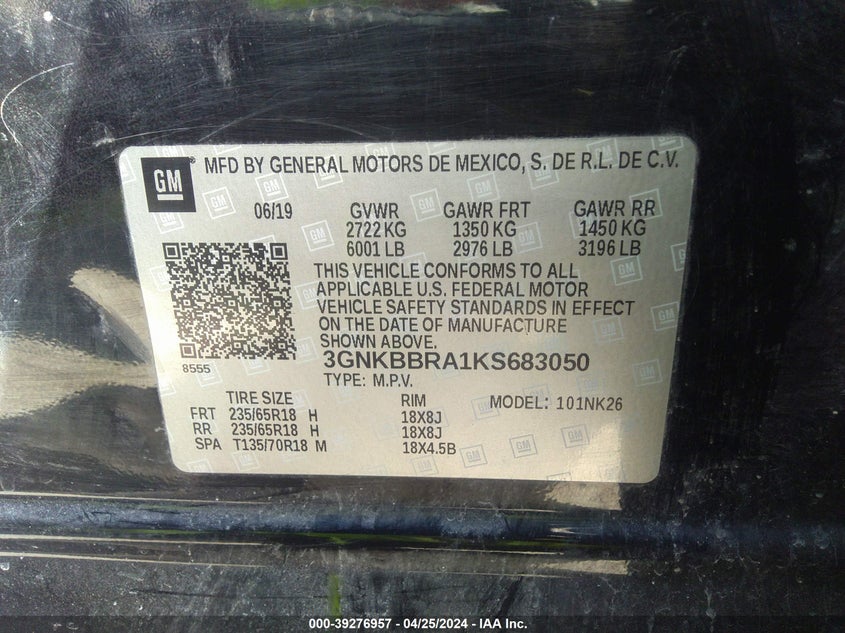 GM
MFD BY GENERAL MOTORS DE MEXICO, S. DE R.L. DE C.V.
06/19 GVWR GAWR FRT GAWR RR
2722 KG 1350 KG 1450 KG
6001 LB 2976 LB 3196 LB
THIS VEHICLE CONFORMS TO ALL
APPLICABLE U.S. FEDERAL MOTOR
VEHICLE SAFETY STANDARDS IN EFFECT
ON THE DATE OF MANUFACTURE
SHOWN ABOVE.
8555
3GNKBBRA1KS683050
TYPE: M.P.V.
TIRE SIZE RIM MODEL: 101NK26
FRT 235/65R18 H 18X8J
RR 235/65R18 H 18X8J
SPA T135/70R18 M 18X4.5B
000-39276957 - 04/25/2024 - IAA Inc.